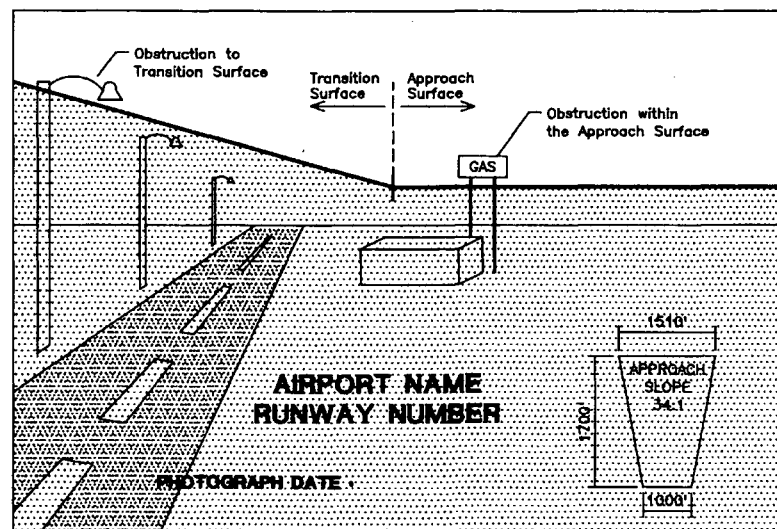 Obstruction to
Transition Surface
Transition
Surface
Approach
Surface
Obstruction within
the Approach Surface
GAS
1510'
APPROACH
SLOPE
34:1
1700'
1000'
AIRPORT NAME
RUNWAY NUMBER
PHOTOGRAPH DATE